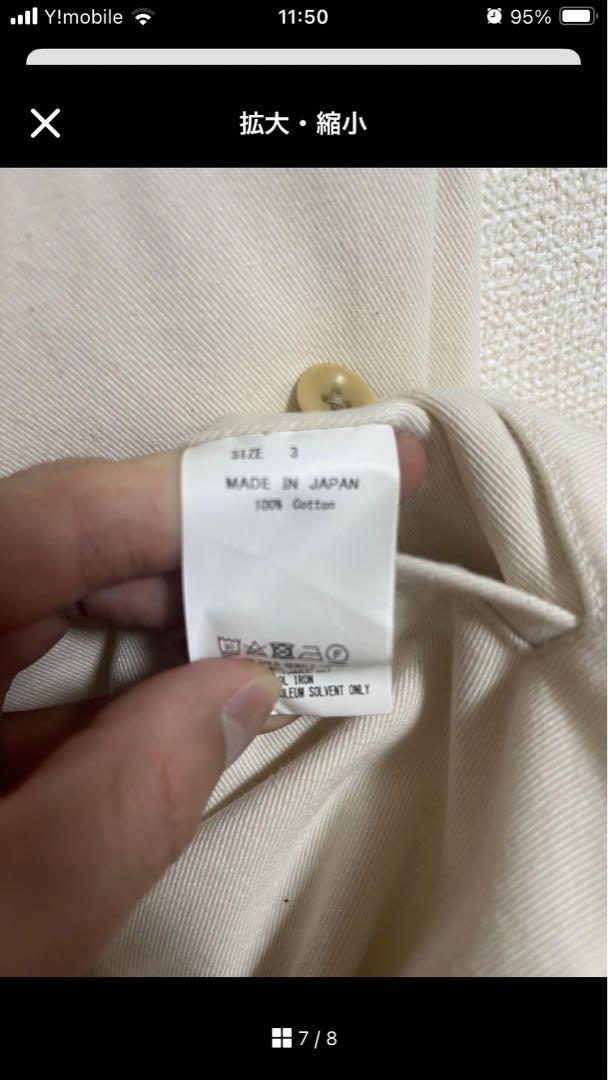 Y!mobile 11:50 95%
拡大・縮小
SIZE 3
MADE IN JAPAN
100% Cotton
IRON
SOLVENT ONLY
7 / 8